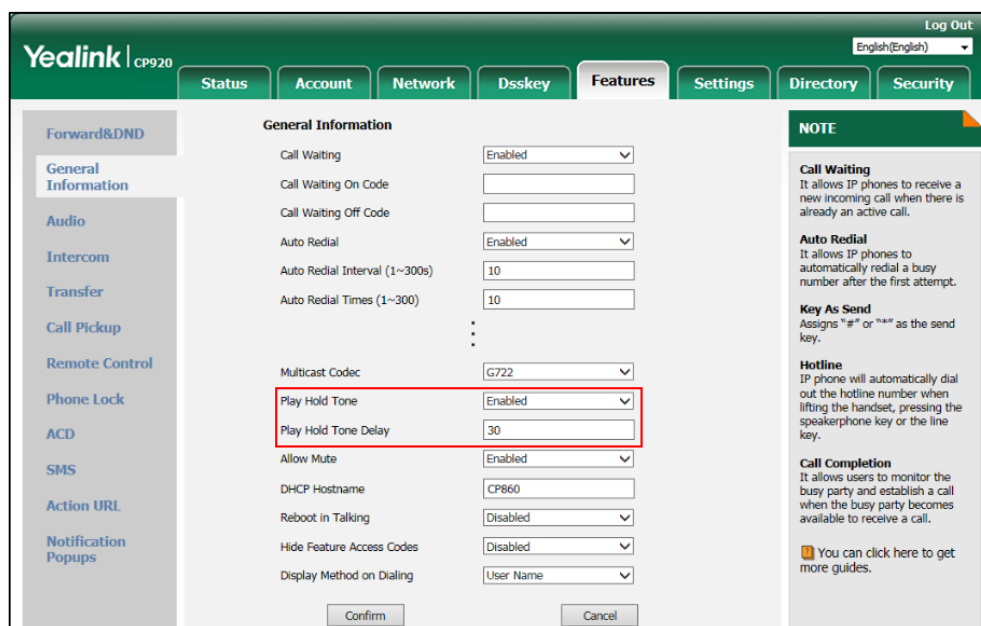 Log Out
Yealink CP920
English(English)
Status Account Network Dsskey Features Settings Directory Security
Forward&DND
General
Information
Audio
Intercom
Transfer
Call Pickup
Remote Control
Phone Lock
ACD
SMS
Action URL
Notification
Popups
General Information
Call Waiting Enabled
Call Waiting On Code
Call Waiting Off Code
Auto Redial Enabled
Auto Redial Interval (1~300s) 10
Auto Redial Times (1~300) 10
Multicast Codec G722
Play Hold Tone Enabled
Play Hold Tone Delay 30
Allow Mute Enabled
DHCP Hostname CP860
Reboot in Talking Disabled
Hide Feature Access Codes Disabled
Display Method on Dialing User Name
Confirm Cancel
NOTE
Call Waiting
It allows IP phones to receive a
new incoming call when there is
already an active call.
Auto Redial
It allows IP phones to
automatically redial a busy
number after the first attempt.
Key As Send
Assigns "#" or "*" as the send
key.
Hotline
IP phone will automatically dial
out the hotline number when
lifting the handset, pressing the
speakerphone key or the line
key.
Call Completion
It allows users to monitor the
busy party and establish a call
when the busy party becomes
available to receive a call.
You can click here to get
more guides.